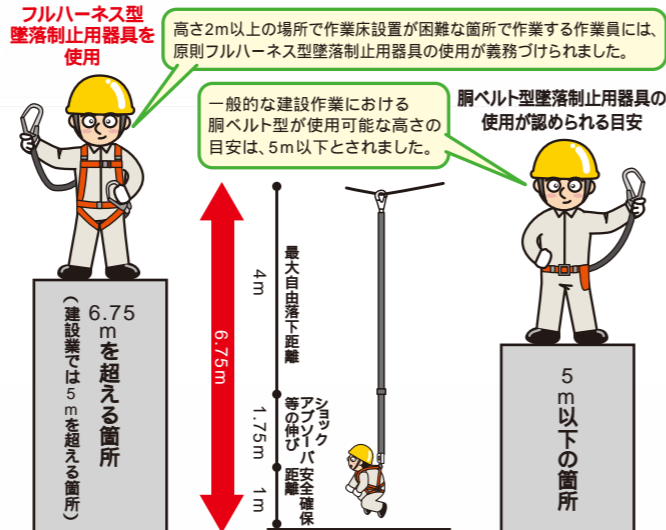 フルハーネス型
墜落制止用器具を
使用
高さ2m以上の場所で作業床設置が困難な箇所で作業する作業員には、
原則フルハーネス型墜落制止用器具の使用が義務づけられました。
一般的な建設作業における
胴ベルト型が使用可能な高さの
目安は、5m以下とされました。
胴ベルト型墜落制止用器具の
使用が認められる目安
6.75mを超える箇所
(建設業では5mを超える箇所)
6.75m
最大自由落下距離
4m
ショック
アブソーバ
等の伸び
1.75m
安全確保
距離
1m
5m以下の箇所